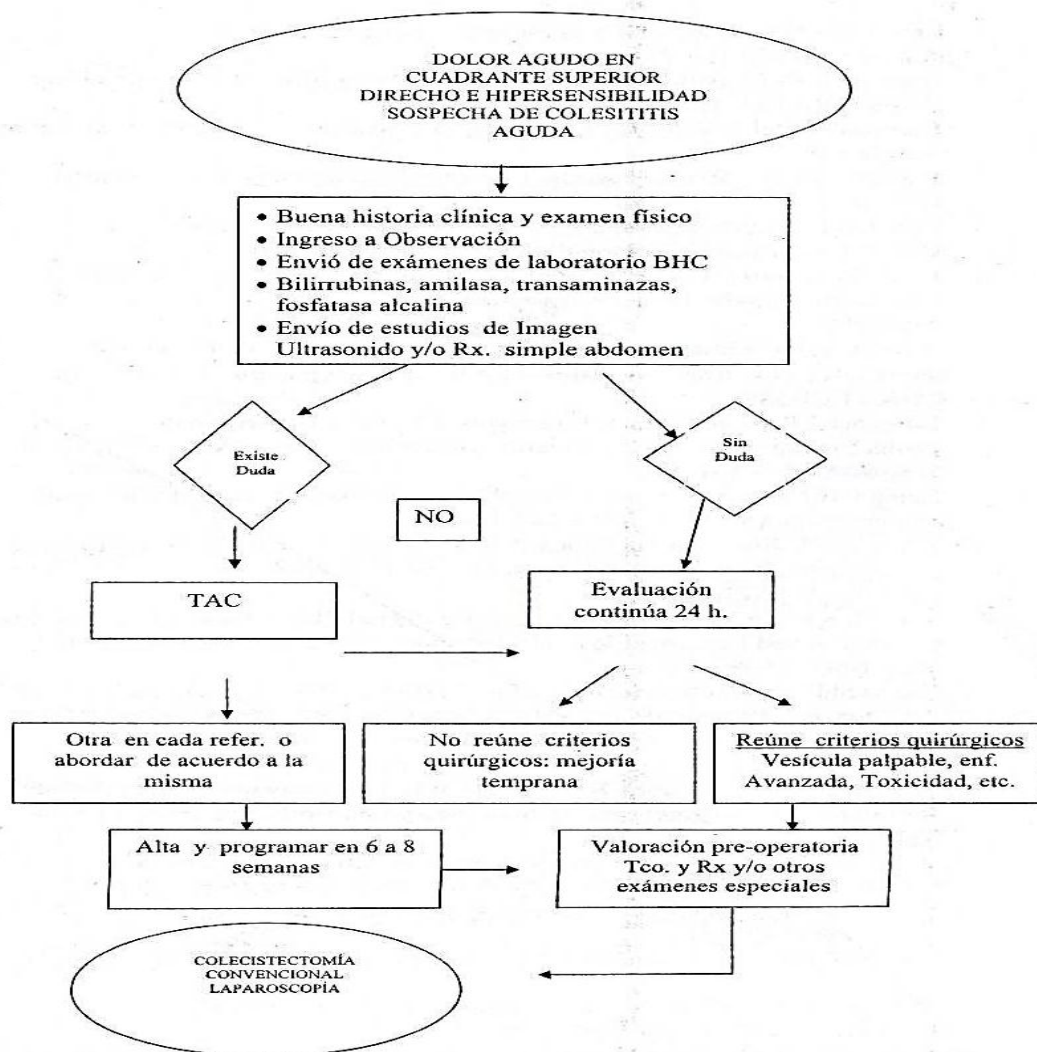 DOLOR AGUDO EN
CUADRANTE SUPERIOR
DIRECHO E HIPERSENSIBILIDAD
SOSPECHA DE COLESITITIS
AGUDA
• Buena historia clínica y examen físico
• Ingreso a Observación
• Envió de exámenes de laboratorio BHC
• Bilirrubinas, amilasa, transaminazas,
fosfatasa alcalina
• Envío de estudios de Imagen
Ultrasonido y/o Rx. simple abdomen
Existe
Duda
Sin
Duda
NO
TAC
Evaluación
continúa 24 h.
Otra en cada refer. o
abordar de acuerdo a la
misma
No reúne criterios
quirúrgicos: mejoría
temprana
Reúne criterios quirúrgicos
Vesícula palpable, enf.
Avanzada, Toxicidad, etc.
Alta y programar en 6 a 8
semanas
Valoración pre-operatoria
Tco. y Rx y/o otros
exámenes especiales
COLECISTECTOMÍA
CONVENCIONAL
LAPAROSCOPÍA